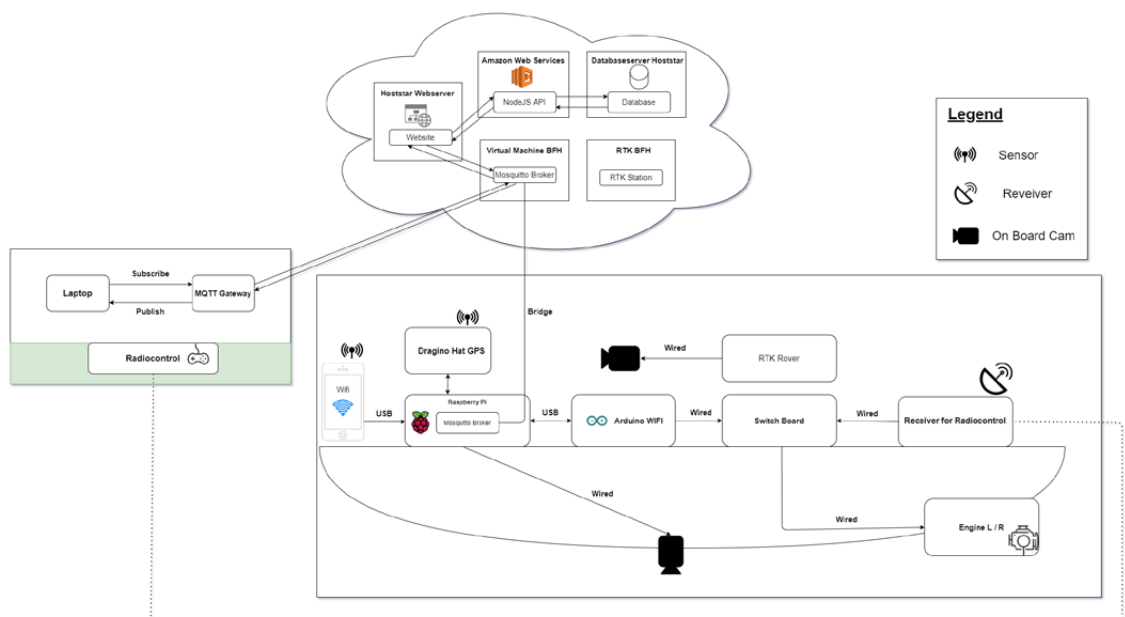 Amazon Web Services
Databaseserver Hoststar
Hoststar Webserver
NodeJS API
Database
Website
Virtual Machine BFH
RTK BFH
Mosquitto Broker
RTK Station
Legend
Sensor
Reveiver
On Board Cam
Laptop
Subscribe
Publish
MQTT Gateway
Radiocontrol
Bridge
Dragino Hat GPS
Wired
RTK Rover
Wifi
USB
Raspberry Pi
Mosquitto Broker
USB
Arduino WIFI
Wired
Switch Board
Wired
Receiver for Radiocontrol
Wired
Wired
Engine L / R